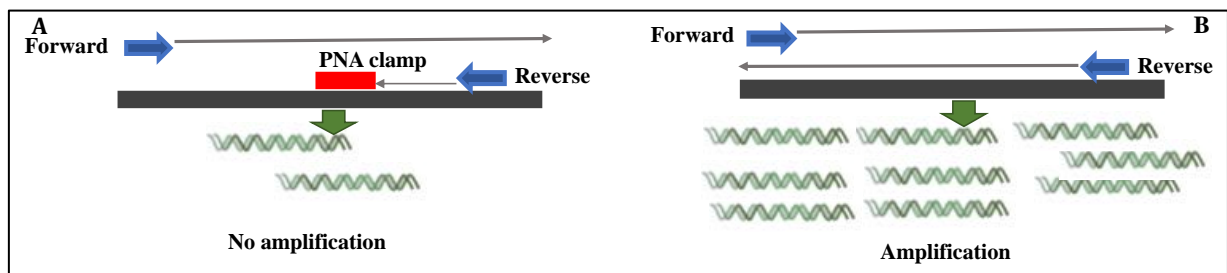 A
Forward
PNA clamp
Reverse
No amplification
B
Forward
Reverse
Amplification